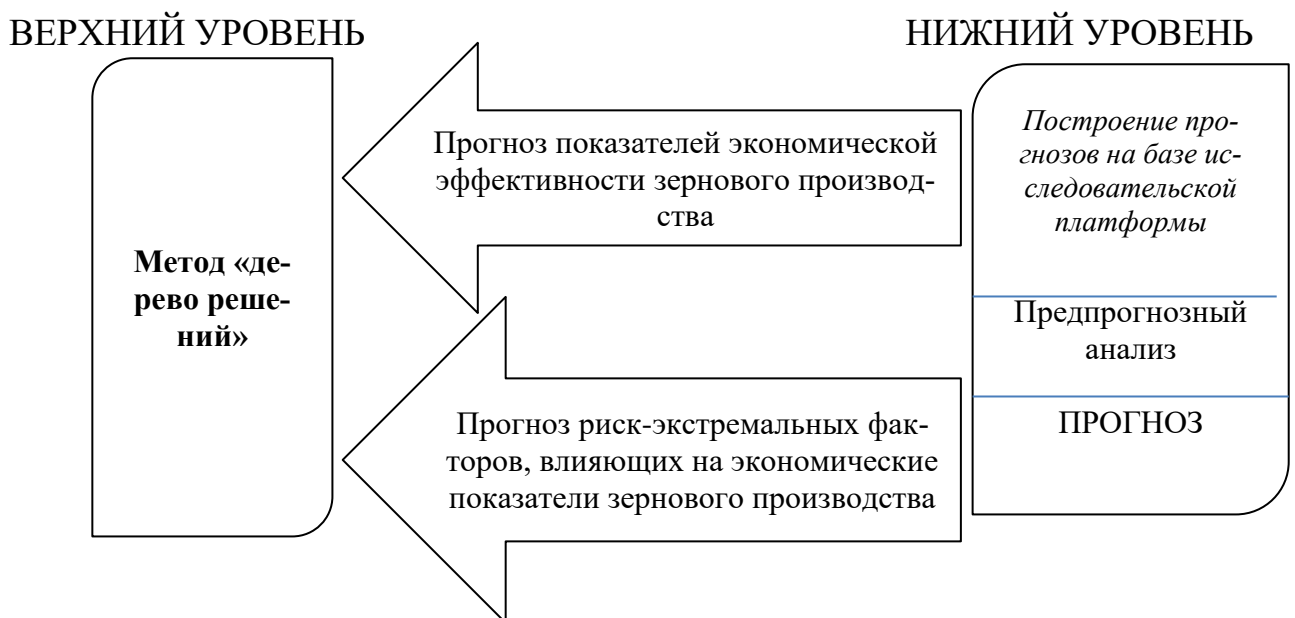 ВЕРХНИЙ УРОВЕНЬ
НИЖНИЙ УРОВЕНЬ
Метод «де-
рево реше-
ний»
Прогноз показателей экономической
эффективности зернового производ-
ства
Прогноз риск-экстремальных фак-
торов, влияющих на экономические
показатели зернового производства
Построение про-
гнозов на базе ис-
следовательской
платформы
Предпрогнозный
анализ
ПРОГНОЗ